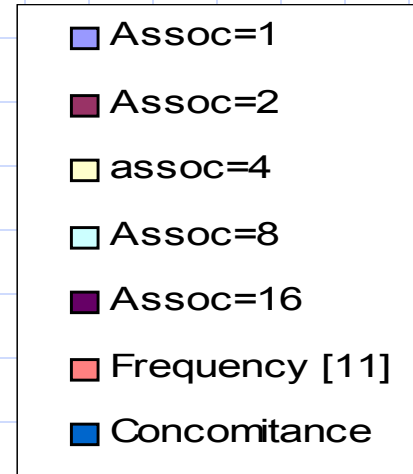 Assoc=1
Assoc=2
assoc=4
Assoc=8
Assoc=16
Frequency [11]
Concomitance